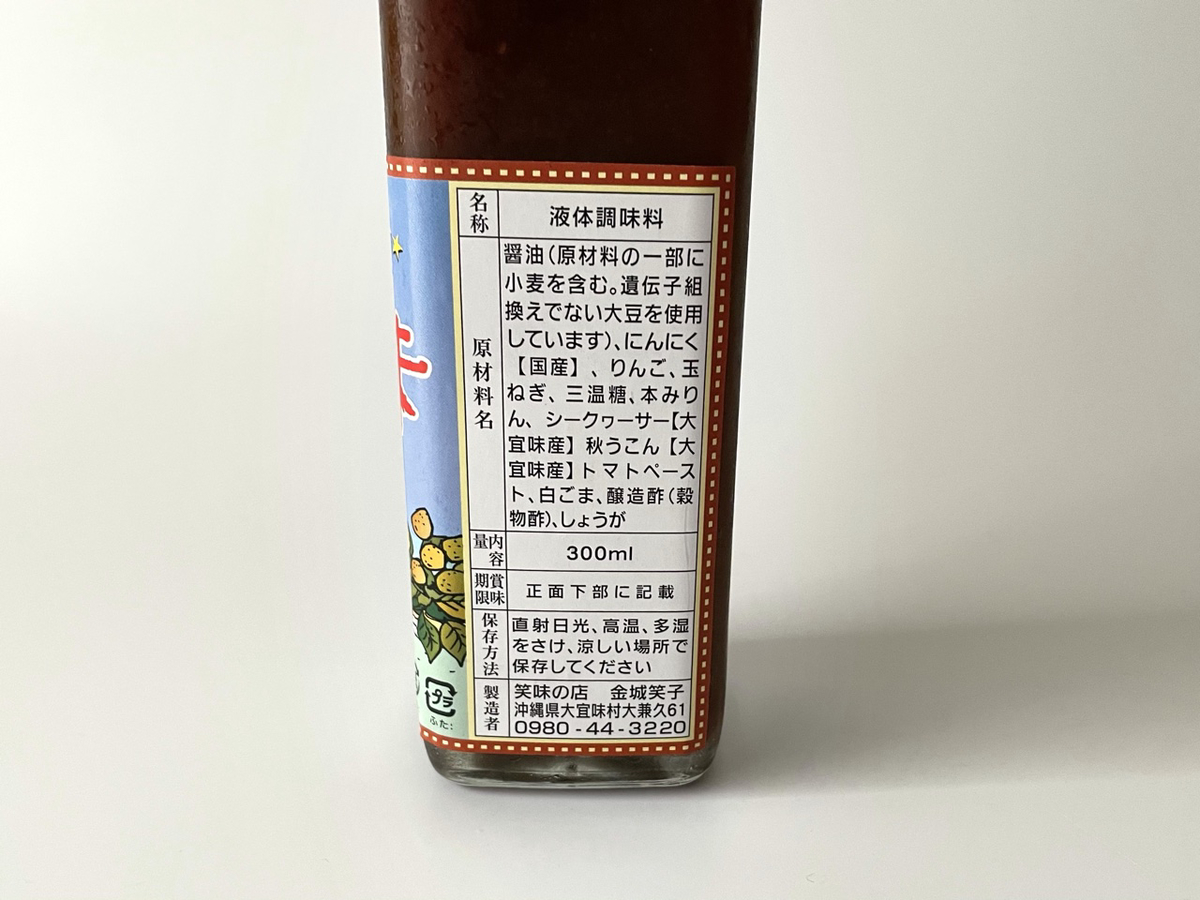 名称
液体調味料
原材料名
醤油(原材料の一部に
小麦を含む。遺伝子組
換えでない大豆を使用
しています)、にんにく
【国産】、りんご、玉
ねぎ、三温糖、本みり
ん、シークヮーサー【大
宜味産】秋うこん【大
宜味産】トマトペース
ト、白ごま、醸造酢(穀
物酢)、しょうが
内容量
300ml
賞味期限
正面下部に記載
保存方法
直射日光、高温、多湿
をさけ、涼しい場所で
保存してください
製造者
笑味の店 金城笑子
沖縄県大宜味村大兼久61
0980-44-3220
プラ
ふた: